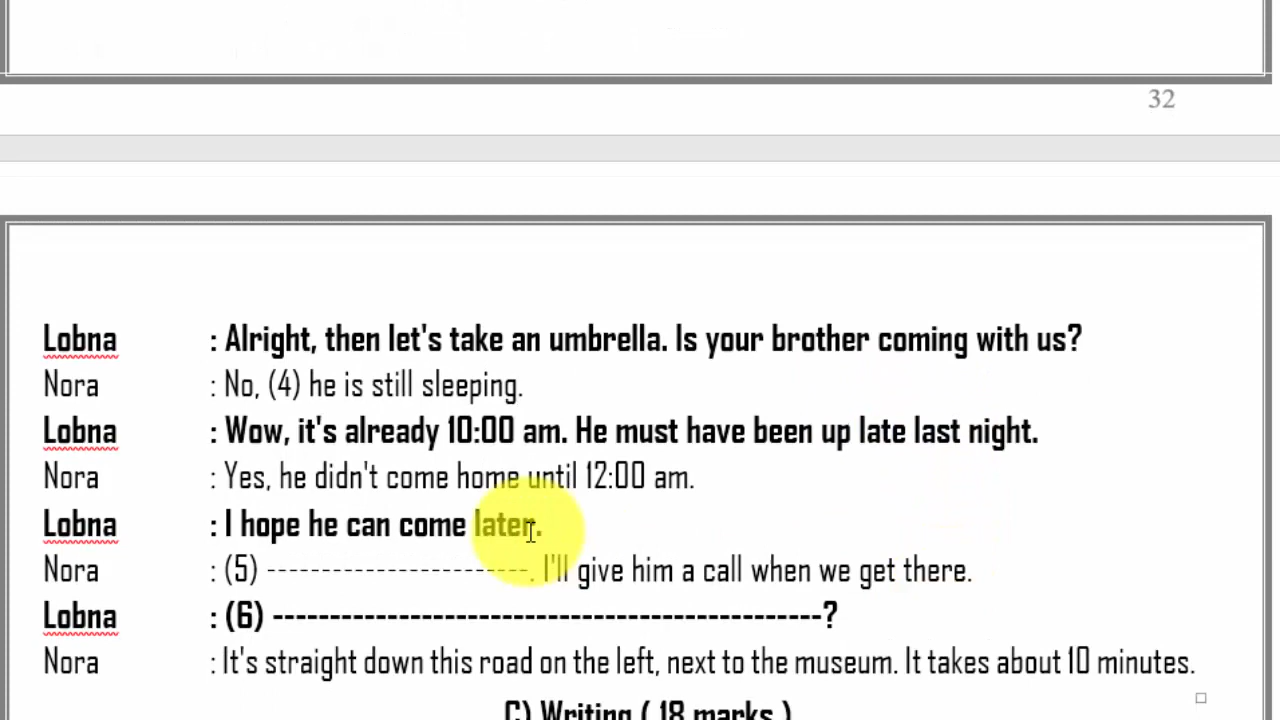 32
Lobna : Alright, then let's take an umbrella. Is your brother coming with us?
Nora : No, (4) he is still sleeping.
Lobna : Wow, it's already 10:00 am. He must have been up late last night.
Nora : Yes, he didn't come home until 12:00 am.
Lobna : I hope he can come later.
Nora : (5) ------------------------. I'll give him a call when we get there.
Lobna : (6) -------------------------------------------------?
Nora : It's straight down this road on the left, next to the museum. It takes about 10 minutes.
C) Writing ( 18 marks )